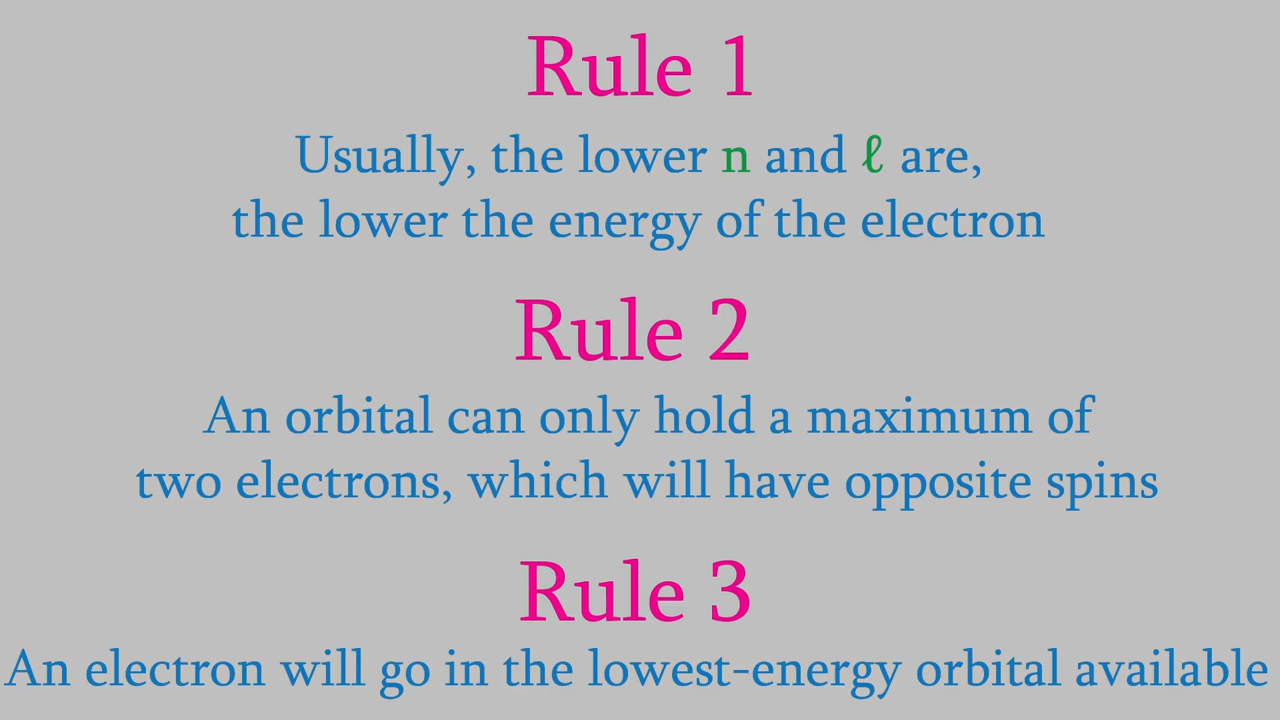 Rule 1
Usually, the lower n and ℓ are,
the lower the energy of the electron
Rule 2
An orbital can only hold a maximum of
two electrons, which will have opposite spins
Rule 3
An electron will go in the lowest-energy orbital available